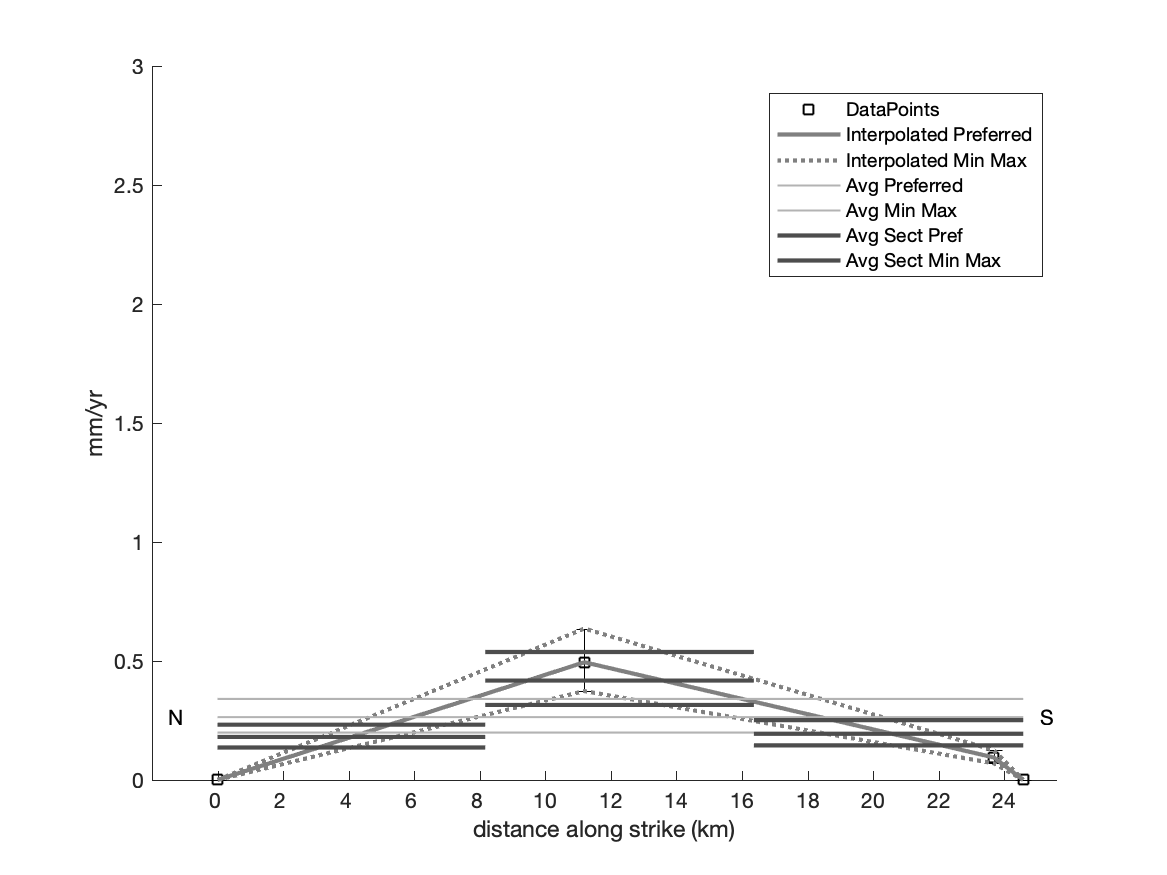 3
2.5
2
1.5
1
0.5
0
mm/yr
DataPoints
Interpolated Preferred
Interpolated Min Max
Avg Preferred
Avg Min Max
Avg Sect Pref
Avg Sect Min Max
N
S
0 2 4 6 8 10 12 14 16 18 20 22 24
distance along strike (km)